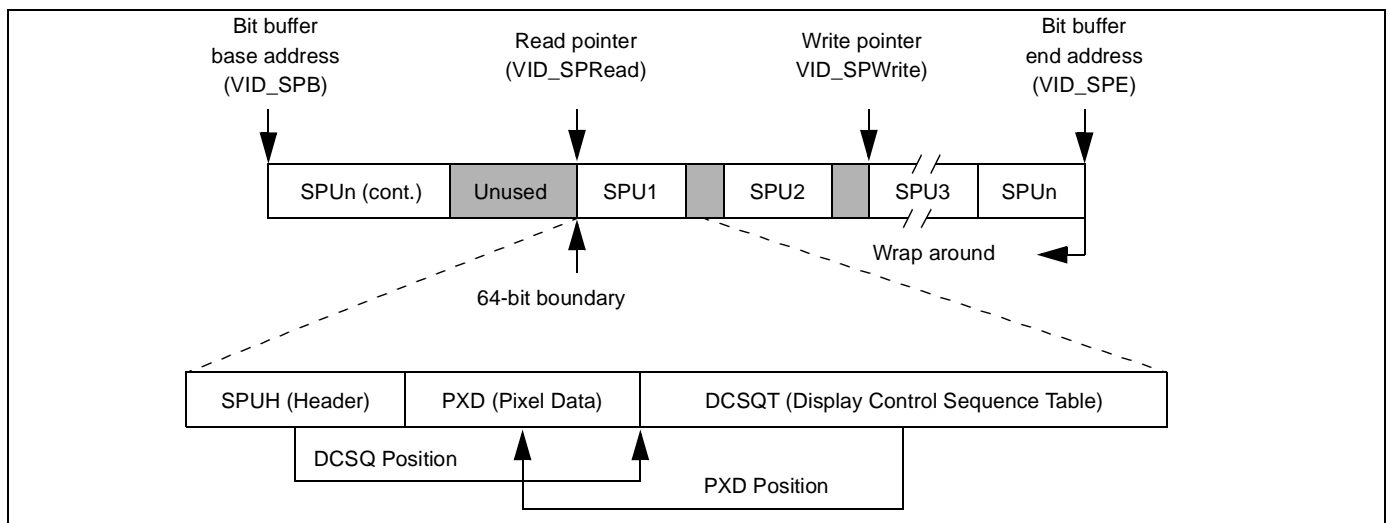 Bit buffer
base address
(VID_SPB)
Read pointer
(VID_SPRead)
Write pointer
VID_SPWrite)
Bit buffer
end address
(VID_SPE)
SPUn (cont.)
Unused
SPU1
SPU2
SPU3
SPUn
Wrap around
64-bit boundary
SPUH (Header)
PXD (Pixel Data)
DCSQT (Display Control Sequence Table)
DCSQ Position
PXD Position